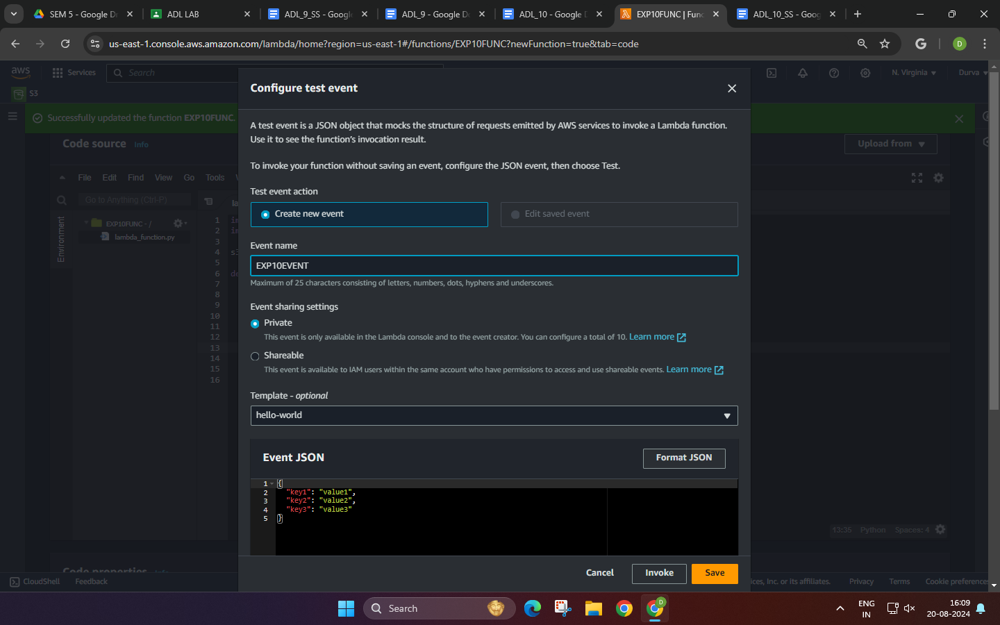 SEM 5 - Google Dr
ADL LAB
ADL_9_SS - Google
ADL_9 - Google Do
ADL_10 - Google D
EXP10FUNC | Func
ADL_10_SS - Goog
us-east-1.console.aws.amazon.com/lambda/home?region=us-east-1#/functions/EXP10FUNC?newFunction=true&tab=code
D
aws
Services
Search
N. Virginia
Durva
S3
Successfully updated the function EXP10FUNC.
Code source Info
Upload from
File Edit Find View Go Tools
Go to Anything (Ctrl-P)
Environment
EXP10FUNC - /
lambda_function.py
1
2
3
4
5
6
7
8
9
10
11
12
13
14
15
16
Configure test event
A test event is a JSON object that mocks the structure of requests emitted by AWS services to invoke a Lambda function.
Use it to see the function's invocation result.
To invoke your function without saving an event, configure the JSON event, then choose Test.
Test event action
Create new event
Edit saved event
Event name
EXP10EVENT
Maximum of 25 characters consisting of letters, numbers, dots, hyphens and underscores.
Event sharing settings
Private
This event is only available in the Lambda console and to the event creator. You can configure a total of 10. Learn more
Shareable
This event is available to IAM users within the same account who have permissions to access and use shareable events. Learn more
Template - optional
hello-world
Event JSON
Format JSON
1 {
2 "key1": "value1",
3 "key2": "value2",
4 "key3": "value3"
5 }
13:35 Python Spaces: 4
Cancel
Invoke
Save
Code properties Info
CloudShell
Feedback
ices, Inc. or its affiliates.
Privacy
Terms
Cookie preferences
Search
D
ENG
IN
16:09
20-08-2024